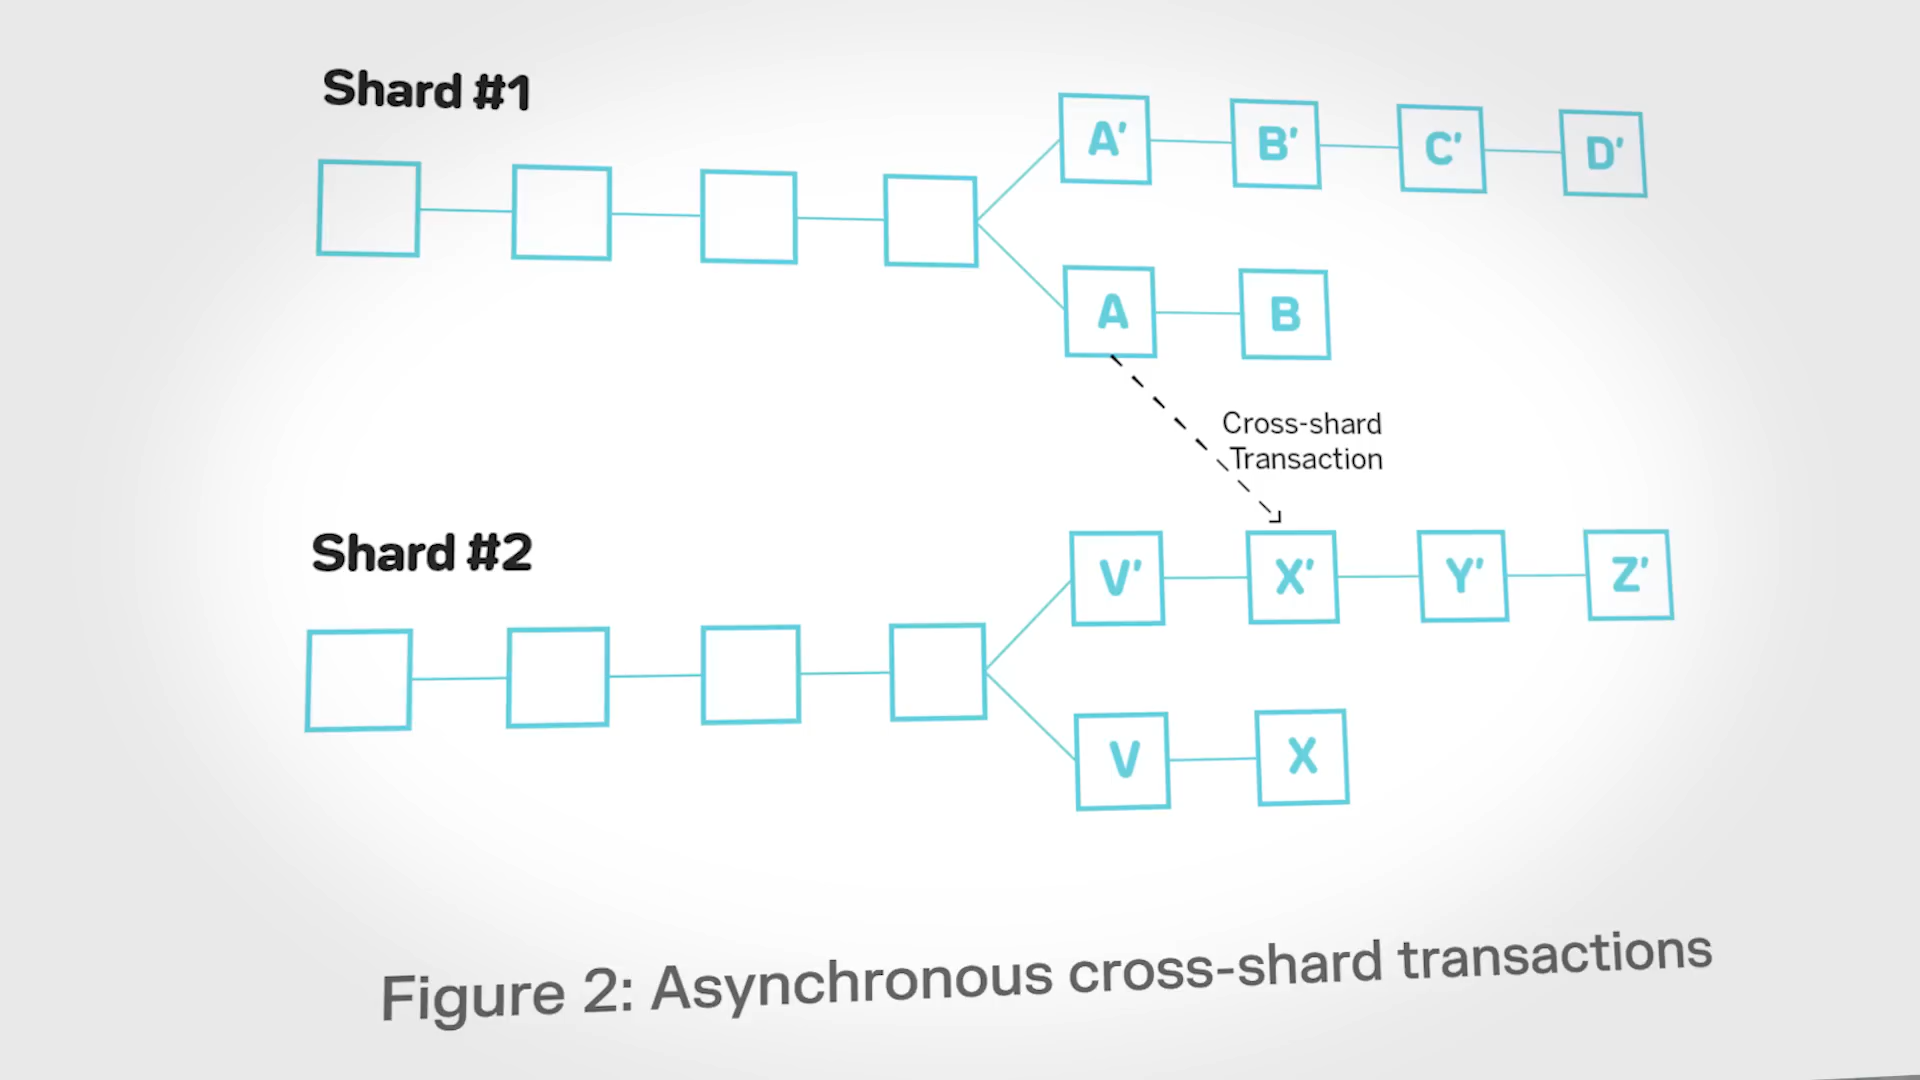 Shard #1
A' B' C' D'
A B
Cross-shard
Transaction
Shard #2
V' X' Y' Z'
V X
Figure 2: Asynchronous cross-shard transactions